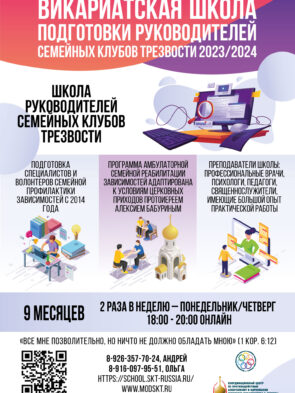 ВИКАРИАТСКАЯ ШКОЛА
ПОДГОТОВКИ РУКОВОДИТЕЛЕЙ
СЕМЕЙНЫХ КЛУБОВ ТРЕЗВОСТИ 2023/2024
ШКОЛА
РУКОВОДИТЕЛЕЙ
СЕМЕЙНЫХ КЛУБОВ
ТРЕЗВОСТИ
ПОДГОТОВКА
СПЕЦИАЛИСТОВ И
ВОЛОНТЕРОВ СЕМЕЙНОЙ
ПРОФИЛАКТИКИ
ЗАВИСИМОСТЕЙ С 2014
ГОДА
ПРОГРАММА АМБУЛАТОРНОЙ
СЕМЕЙНОЙ РЕАБИЛИТАЦИИ
ЗАВИСИМОСТЕЙ АДАПТИРОВАНА
К УСЛОВИЯМ ЦЕРКОВНЫХ
ПРИХОДОВ ПРОТОИЕРЕЕМ
АЛЕКСИЕМ БАБУРИНЫМ
ПРЕПОДАВАТЕЛИ ШКОЛЫ:
ПРОФЕССИОНАЛЬНЫЕ ВРАЧИ,
ПСИХОЛОГИ, ПЕДАГОГИ,
СВЯЩЕННОСЛУЖИТЕЛИ,
ИМЕЮЩИЕ БОЛЬШОЙ ОПЫТ
ПРАКТИЧЕСКОЙ РАБОТЫ
9 МЕСЯЦЕВ
2 РАЗА В НЕДЕЛЮ – ПОНЕДЕЛЬНИК/ЧЕТВЕРГ
18:00 - 20:00 ОНЛАЙН
«ВСЕ МНЕ ПОЗВОЛИТЕЛЬНО, НО НИЧТО НЕ ДОЛЖНО ОБЛАДАТЬ МНОЮ» (1 КОР. 6:12)
8-926-357-70-24, АНДРЕЙ
8-916-097-95-51, ОЛЬГА
HTTPS://SCHOOL.SKT-RUSSIA.RU/
WWW.MODSKT.RU